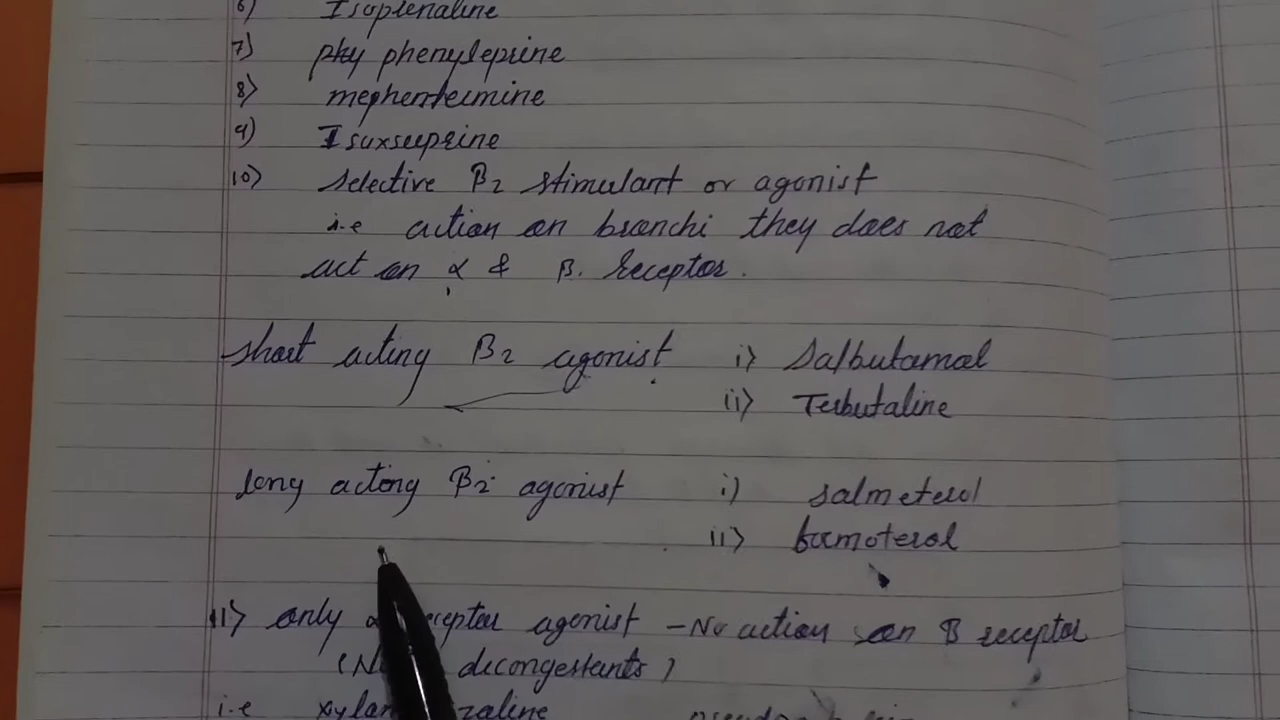 6) Isoprenaline
7) phy phenyleprine
8) mephentermine
9) Isoxsuprine
10) selective β2 stimulant or agonist
i.e action on bronchi they does not
act on α & β1 receptor.
short acting β2 agonist i) Salbutamol
ii) Terbutaline
long acting β2 agonist i) salmeterol
ii) formoterol
11) only agonist - No action on β receptor
decongestants)
i.e